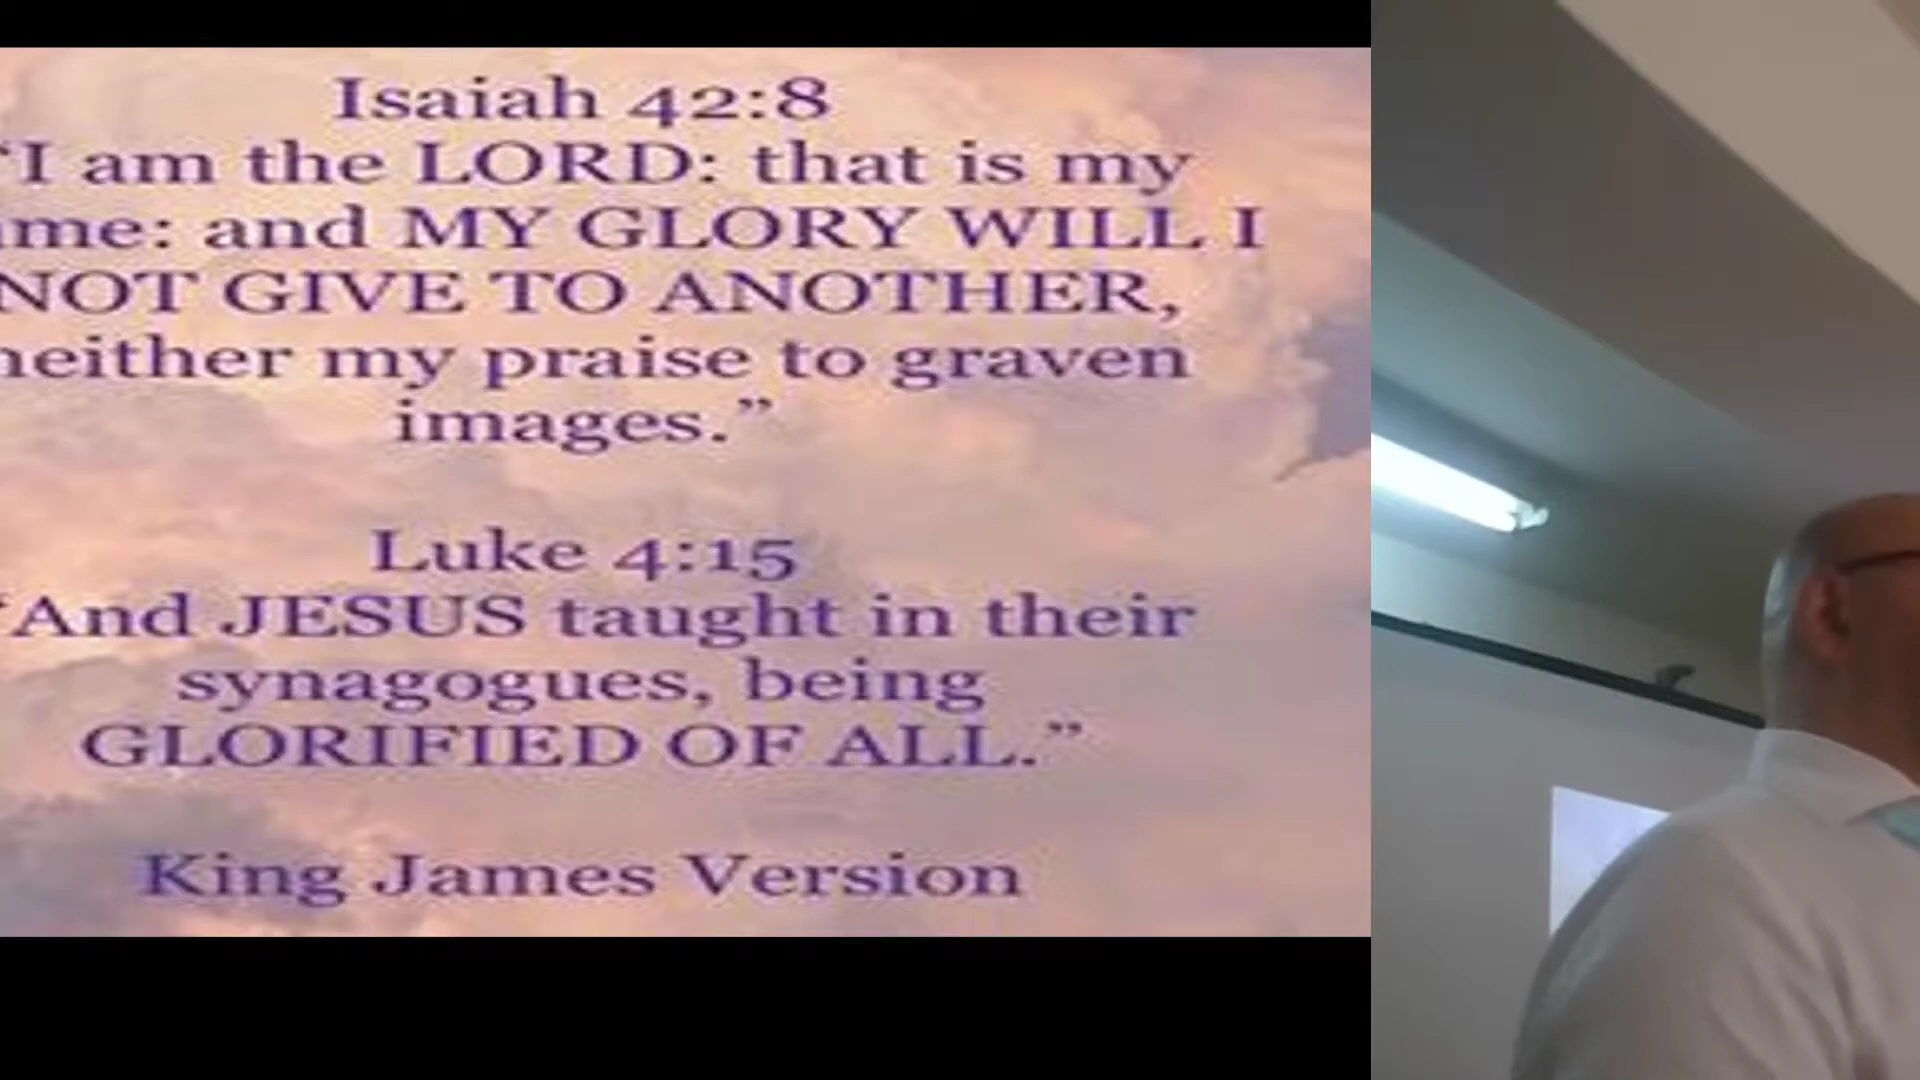 Isaiah 42:8
“I am the LORD: that is my
me: and MY GLORY WILL I
NOT GIVE TO ANOTHER,
neither my praise to graven
images.”
Luke 4:15
“And JESUS taught in their
synagogues, being
GLORIFIED OF ALL.”
King James Version